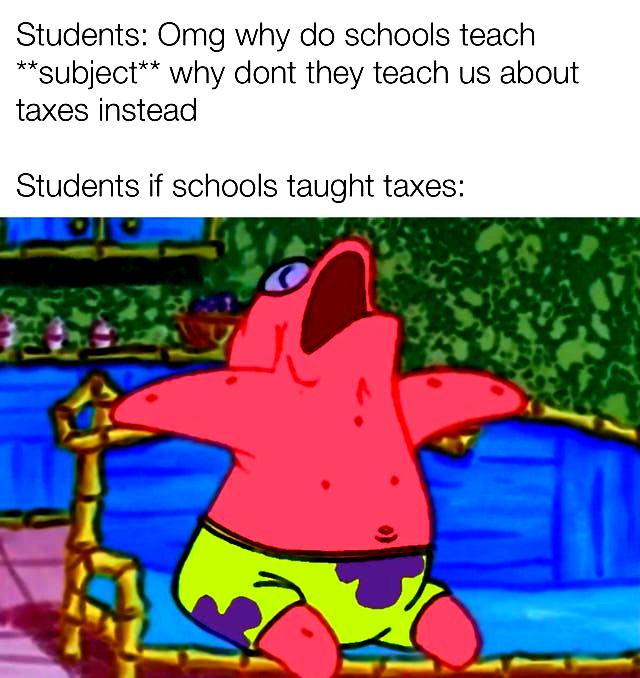 Students: Omg why do schools teach
**subject** why dont they teach us about
taxes instead
Students if schools taught taxes: